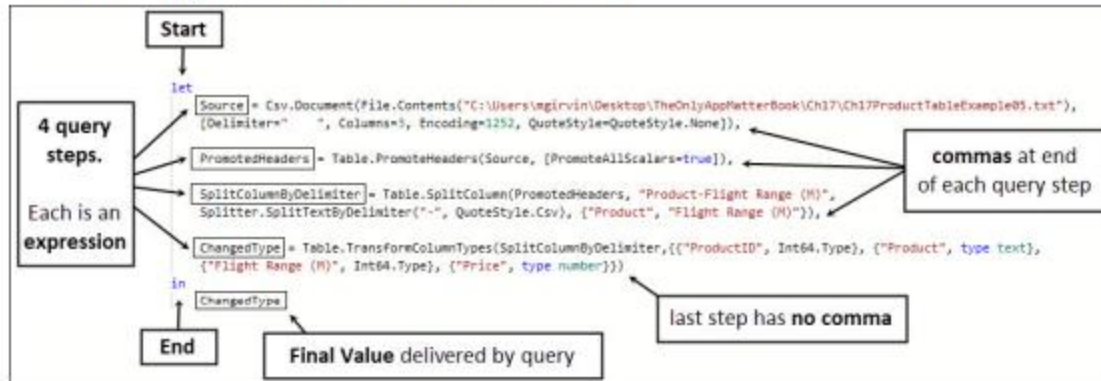 Start
let
Source = Csv.Document(File.Contents("C:\Users\mgirvin\Desktop\TheOnlyAppMatterBook\Ch17\Ch17ProductTableExample05.txt"),
[Delimiter="    ", Columns=3, Encoding=1252, QuoteStyle=QuoteStyle.None]),
4 query
steps.
Each is an
expression
PromotedHeaders = Table.PromoteHeaders(Source, [PromoteAllScalars=true]),
commas at end
of each query step
SplitColumnByDelimiter = Table.SplitColumn(PromotedHeaders, "Product-Flight Range (M)",
Splitter.SplitTextByDelimiter("-", QuoteStyle.Csv), {"Product", "Flight Range (M)"}),
ChangedType = Table.TransformColumnTypes(SplitColumnByDelimiter,{{"ProductID", Int64.Type}, {"Product", type text},
{"Flight Range (M)", Int64.Type}, {"Price", type number}})
in
ChangedType
last step has no comma
End
Final Value delivered by query